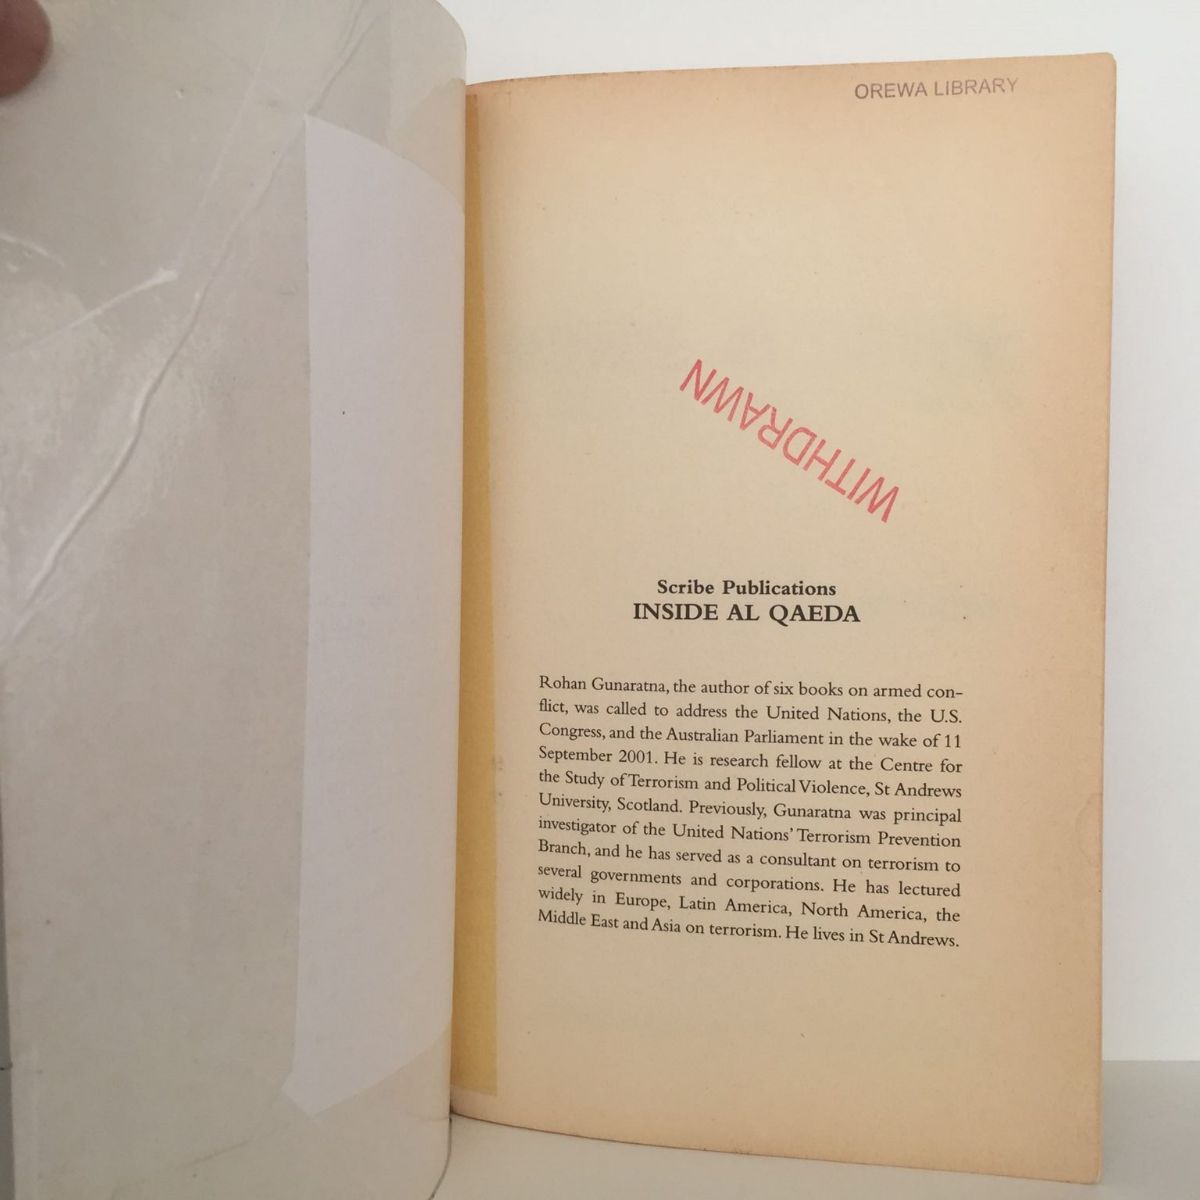 OREWA LIBRARY
WITHDRAWN
Scribe Publications
INSIDE AL QAEDA
Rohan Gunaratna, the author of six books on armed con-
flict, was called to address the United Nations, the U.S.
Congress, and the Australian Parliament in the wake of 11
September 2001. He is research fellow at the Centre for
the Study of Terrorism and Political Violence, St Andrews
University, Scotland. Previously, Gunaratna was principal
investigator of the United Nations' Terrorism Prevention
Branch, and he has served as a consultant on terrorism to
several governments and corporations. He has lectured
widely in Europe, Latin America, North America, the
Middle East and Asia on terrorism. He lives in St Andrews.